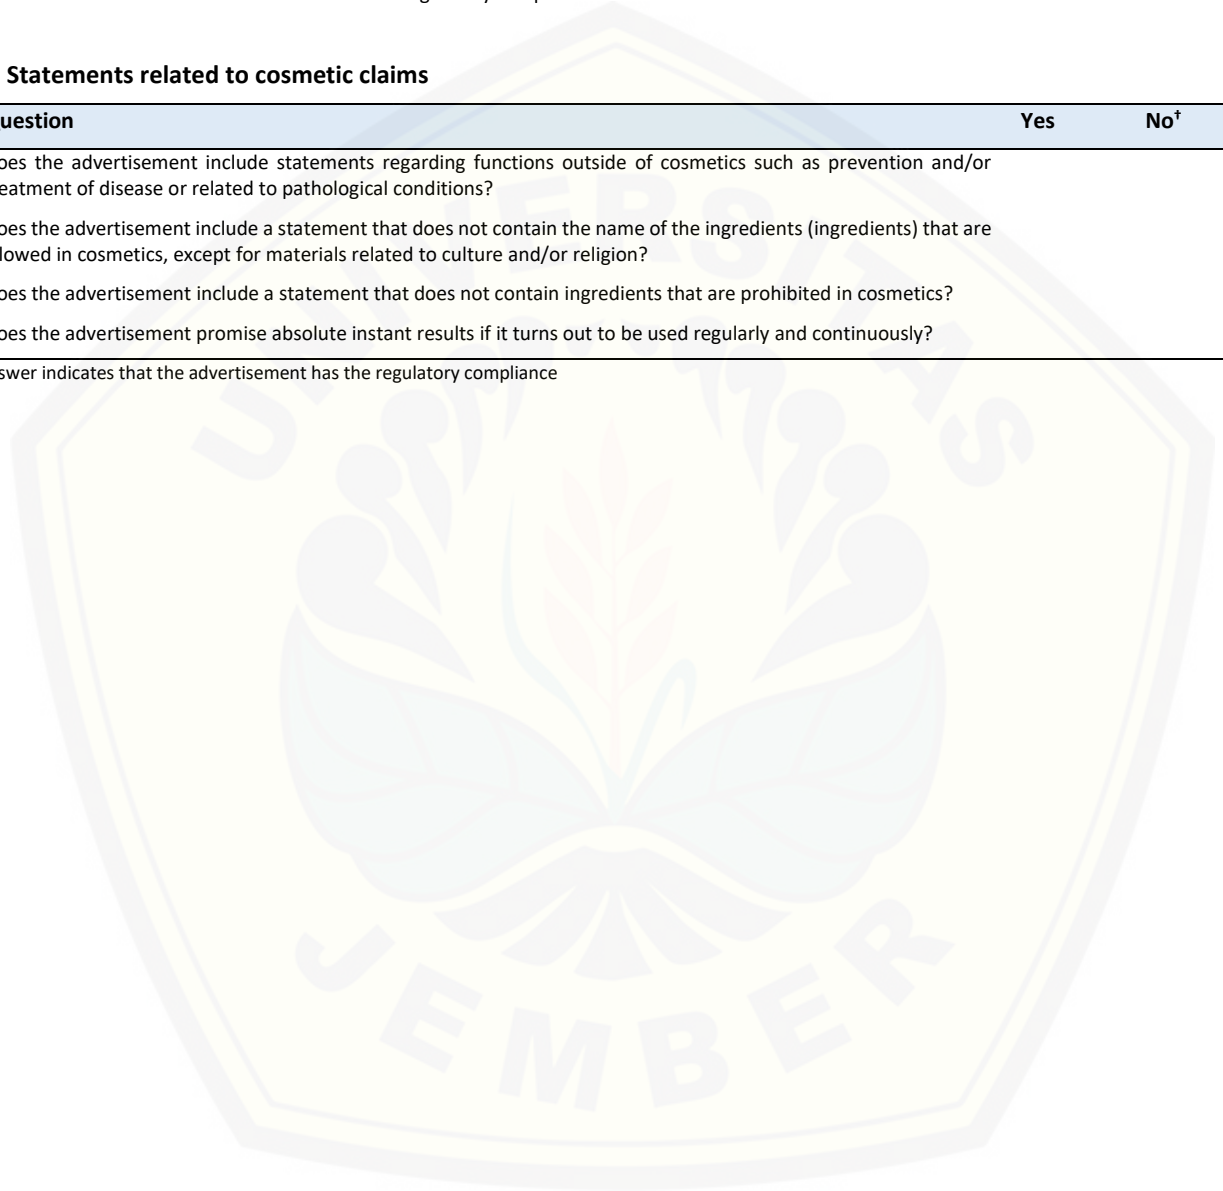 Statements related to cosmetic claims
uestion Yes No†
oes the advertisement include statements regarding functions outside of cosmetics such as prevention and/or
eatment of disease or related to pathological conditions?
oes the advertisement include a statement that does not contain the name of the ingredients (ingredients) that are
lowed in cosmetics, except for materials related to culture and/or religion?
oes the advertisement include a statement that does not contain ingredients that are prohibited in cosmetics?
oes the advertisement promise absolute instant results if it turns out to be used regularly and continuously?
swer indicates that the advertisement has the regulatory compliance
UNIVERSITAS
JEMBER